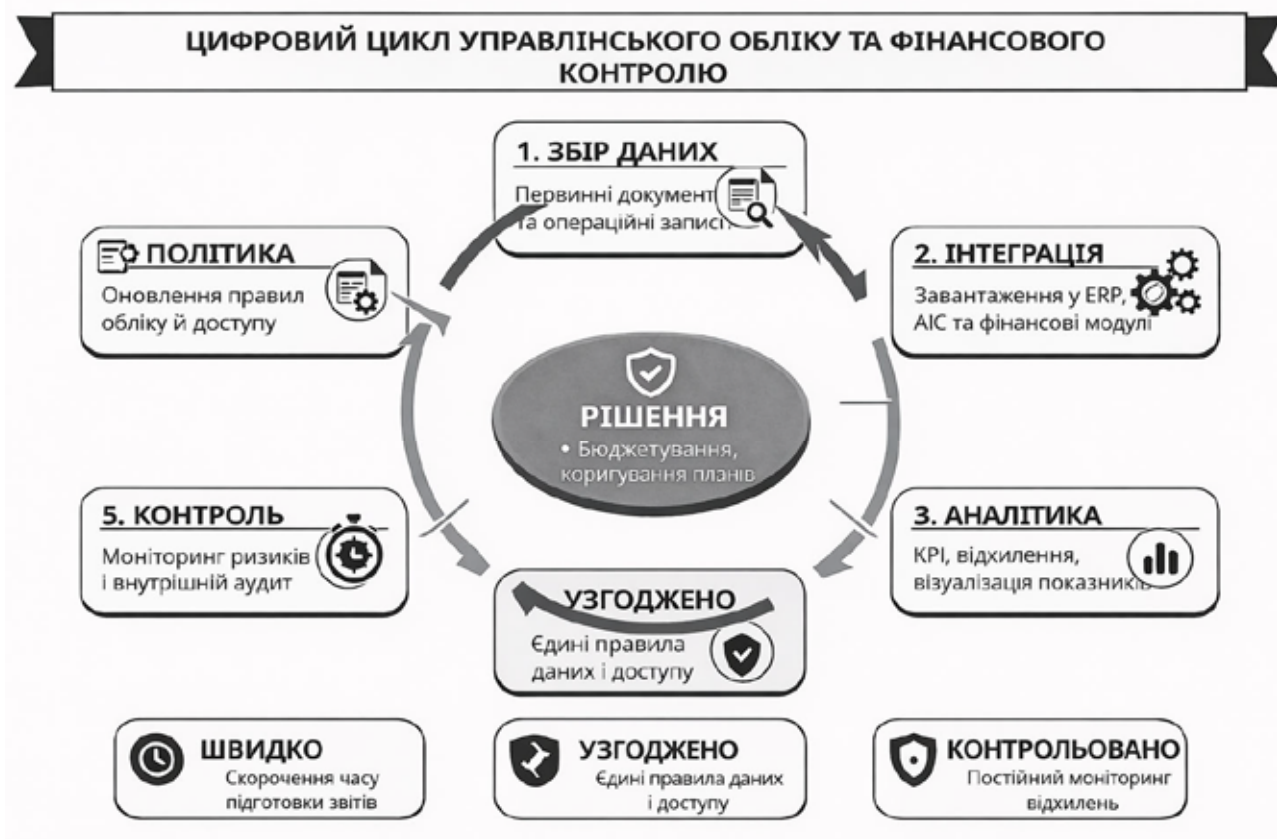 ЦИФРОВИЙ ЦИКЛ УПРАВЛІНСЬКОГО ОБЛІКУ ТА ФІНАНСОВОГО
КОНТРОЛЮ
1. ЗБІР ДАНИХ
Первинні документ
та операційні записи
ПОЛІТИКА
Оновлення правил
обліку й доступу
2. ІНТЕГРАЦІЯ
Завантаження у ERP,
АІС та фінансові модулі
РІШЕННЯ
• Бюджетування,
коригування планів
5. КОНТРОЛЬ
Моніторинг ризиків
і внутрішній аудит
3. АНАЛІТИКА
KPI, відхилення,
візуалізація показників
УЗГОДЖЕНО
Єдині правила
даних і доступу
ШВИДКО
Скорочення часу
підготовки звітів
УЗГОДЖЕНО
Єдині правила даних
і доступу
КОНТРОЛЬОВАНО
Постійний моніторинг
відхилень